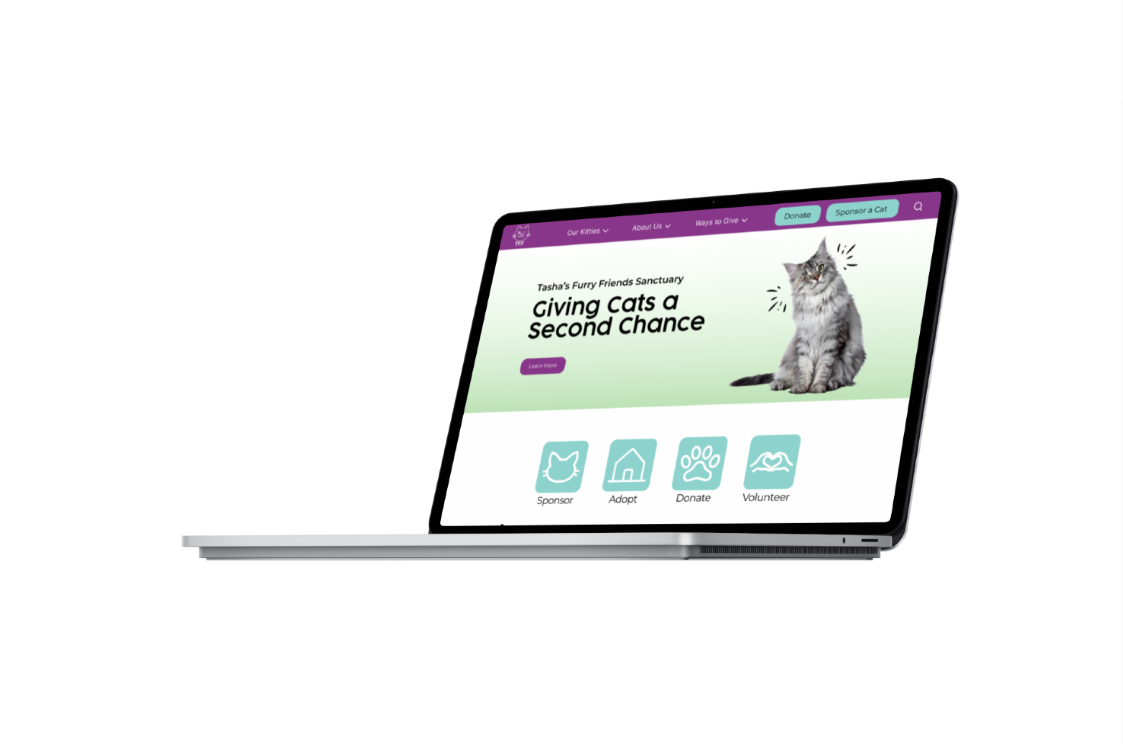 TFF
Our Kitties
About Us
Ways to Give
Donate
Sponsor a Cat
Tasha's Furry Friends Sanctuary
Giving Cats a
Second Chance
Learn More
Sponsor
Adopt
Donate
Volunteer